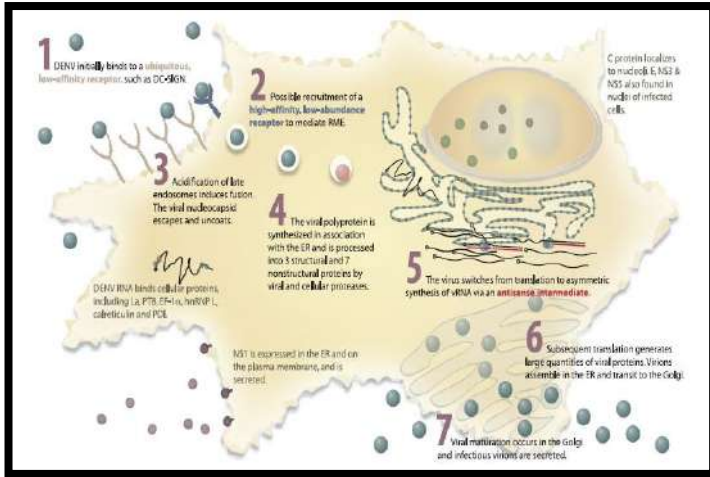 1 DENV initially binds to a ubiquitous,
low-affinity receptor, such as DC-SIGN.
2 Possible recruitment of a
high-affinity, low-abundance
receptor to mediate RME.
3 Acidification of late
endosomes induces fusion.
The viral nucleocapsid
escapes and uncoats.
4 The viral polyprotein is
synthesized in association
with the ER and is processed
into 3 structural and 7
nonstructural proteins by
viral and cellular proteases.
C protein localizes
to nucleoli. E, NS3 &
NS5 also found in
nuclei of infected
cells.
5 The virus switches from translation to asymmetric
synthesis of vRNA via an antisense intermediate.
DENV RNA binds cellular proteins,
including La, PTB, EF-1α, hnRNP L,
calreticulin and PDI.
NS1 is expressed in the ER and on
the plasma membrane, and is
secreted.
6 Subsequent translation generates
large quantities of viral proteins. Virions
assemble in the ER and transit to the Golgi.
7 Viral maturation occurs in the Golgi
and infectious virions are secreted.